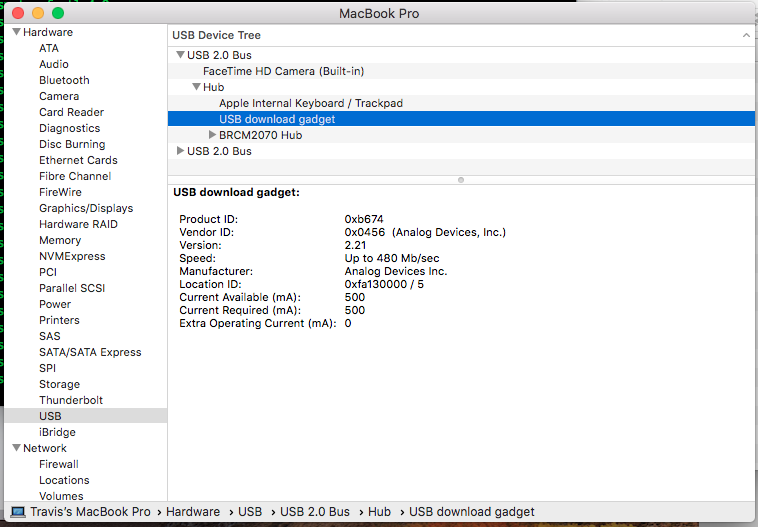 MacBook Pro
Hardware
ATA
Audio
Bluetooth
Camera
Card Reader
Diagnostics
Disc Burning
Ethernet Cards
Fibre Channel
FireWire
Graphics/Displays
Hardware RAID
Memory
NVMExpress
PCI
Parallel SCSI
Power
Printers
SAS
SATA/SATA Express
SPI
Storage
Thunderbolt
USB
iBridge
Network
Firewall
Locations
Volumes
USB Device Tree
USB 2.0 Bus
FaceTime HD Camera (Built-in)
Hub
Apple Internal Keyboard / Trackpad
USB download gadget
BRCM2070 Hub
USB 2.0 Bus
USB download gadget:
Product ID: 0xb674
Vendor ID: 0x0456 (Analog Devices, Inc.)
Version: 2.21
Speed: Up to 480 Mb/sec
Manufacturer: Analog Devices Inc.
Location ID: 0xfa130000 / 5
Current Available (mA): 500
Current Required (mA): 500
Extra Operating Current (mA): 0
Travis's MacBook Pro › Hardware › USB › USB 2.0 Bus › Hub › USB download gadget